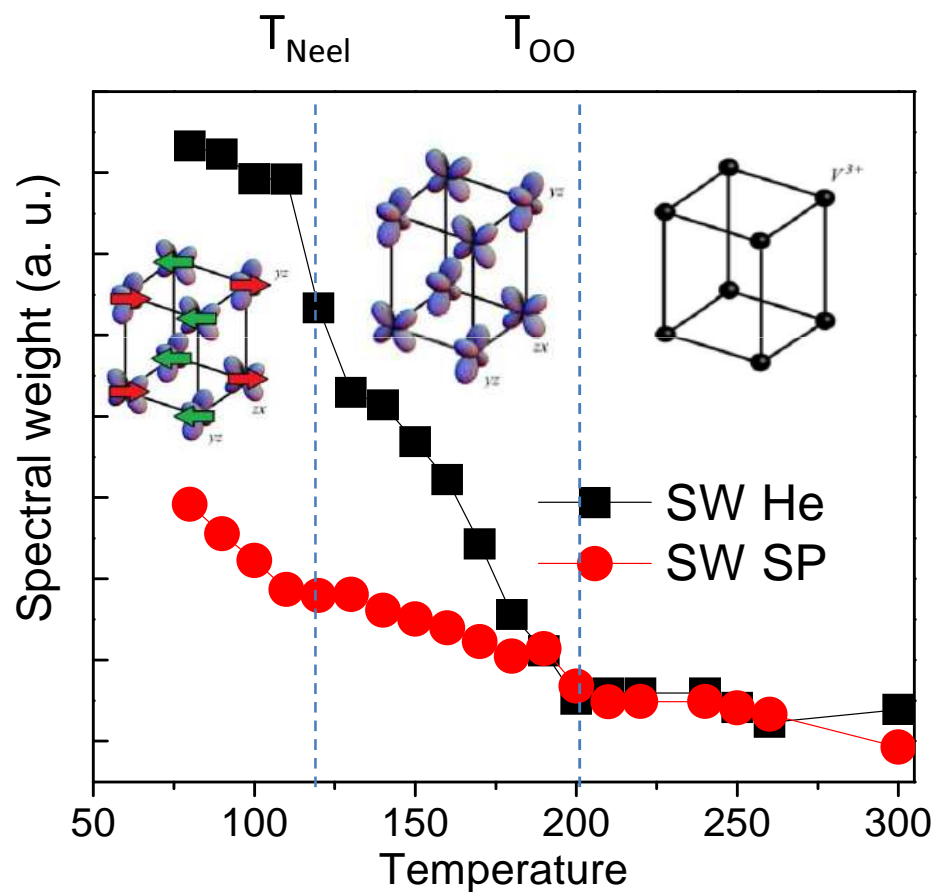 T_Neel T_OO
Spectral weight (a. u.)
yz
zx
yz
yz
zx
yz
V³⁺
SW He
SW SP
50 100 150 200 250 300
Temperature